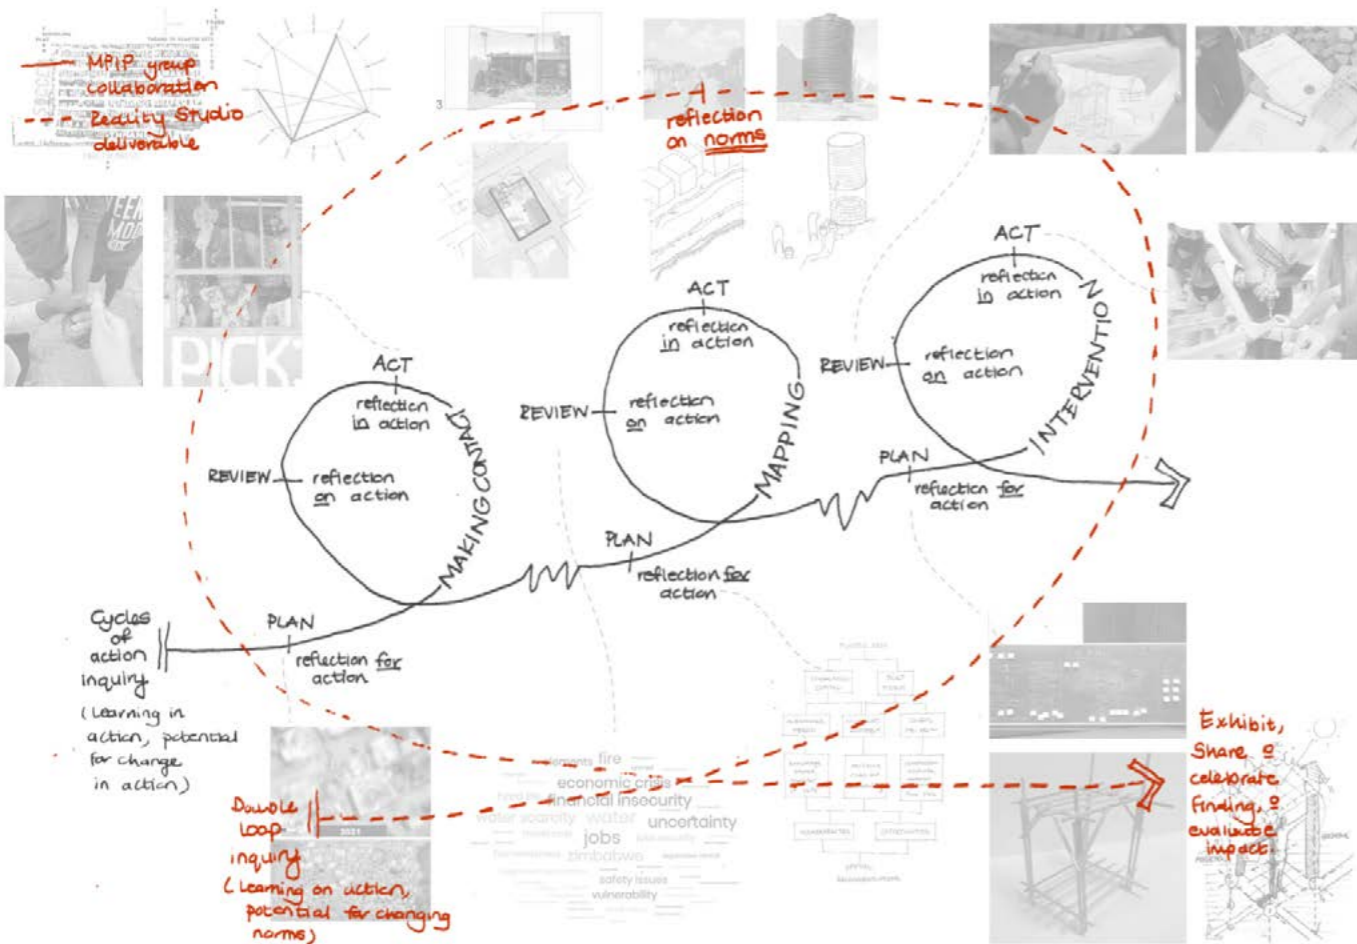 MPIP group
collaboration
Reality Studio
deliverable
3
reflection
on norms
PICK
ACT
reflection
in action
REVIEW
reflection
on action
MAKING CONTACT
PLAN
reflection for
action
ACT
reflection
in action
REVIEW
reflection
on action
MAPPING
PLAN
reflection for
action
ACT
reflection
in action
REVIEW
reflection
on action
INTERVENTION
PLAN
reflection for
action
Cycles
of
action
inquiry
(Learning in
action, potential
for change
in action)
2021
Double
loop
inquiry
(Learning on action,
potential for changing
norms)
fire
economic crisis
financial insecurity
water scarcity water
uncertainty
jobs
zimbabwe
safety issues
vulnerability
Exhibit,
Share &
celebrate
finding, &
evaluate
impact.